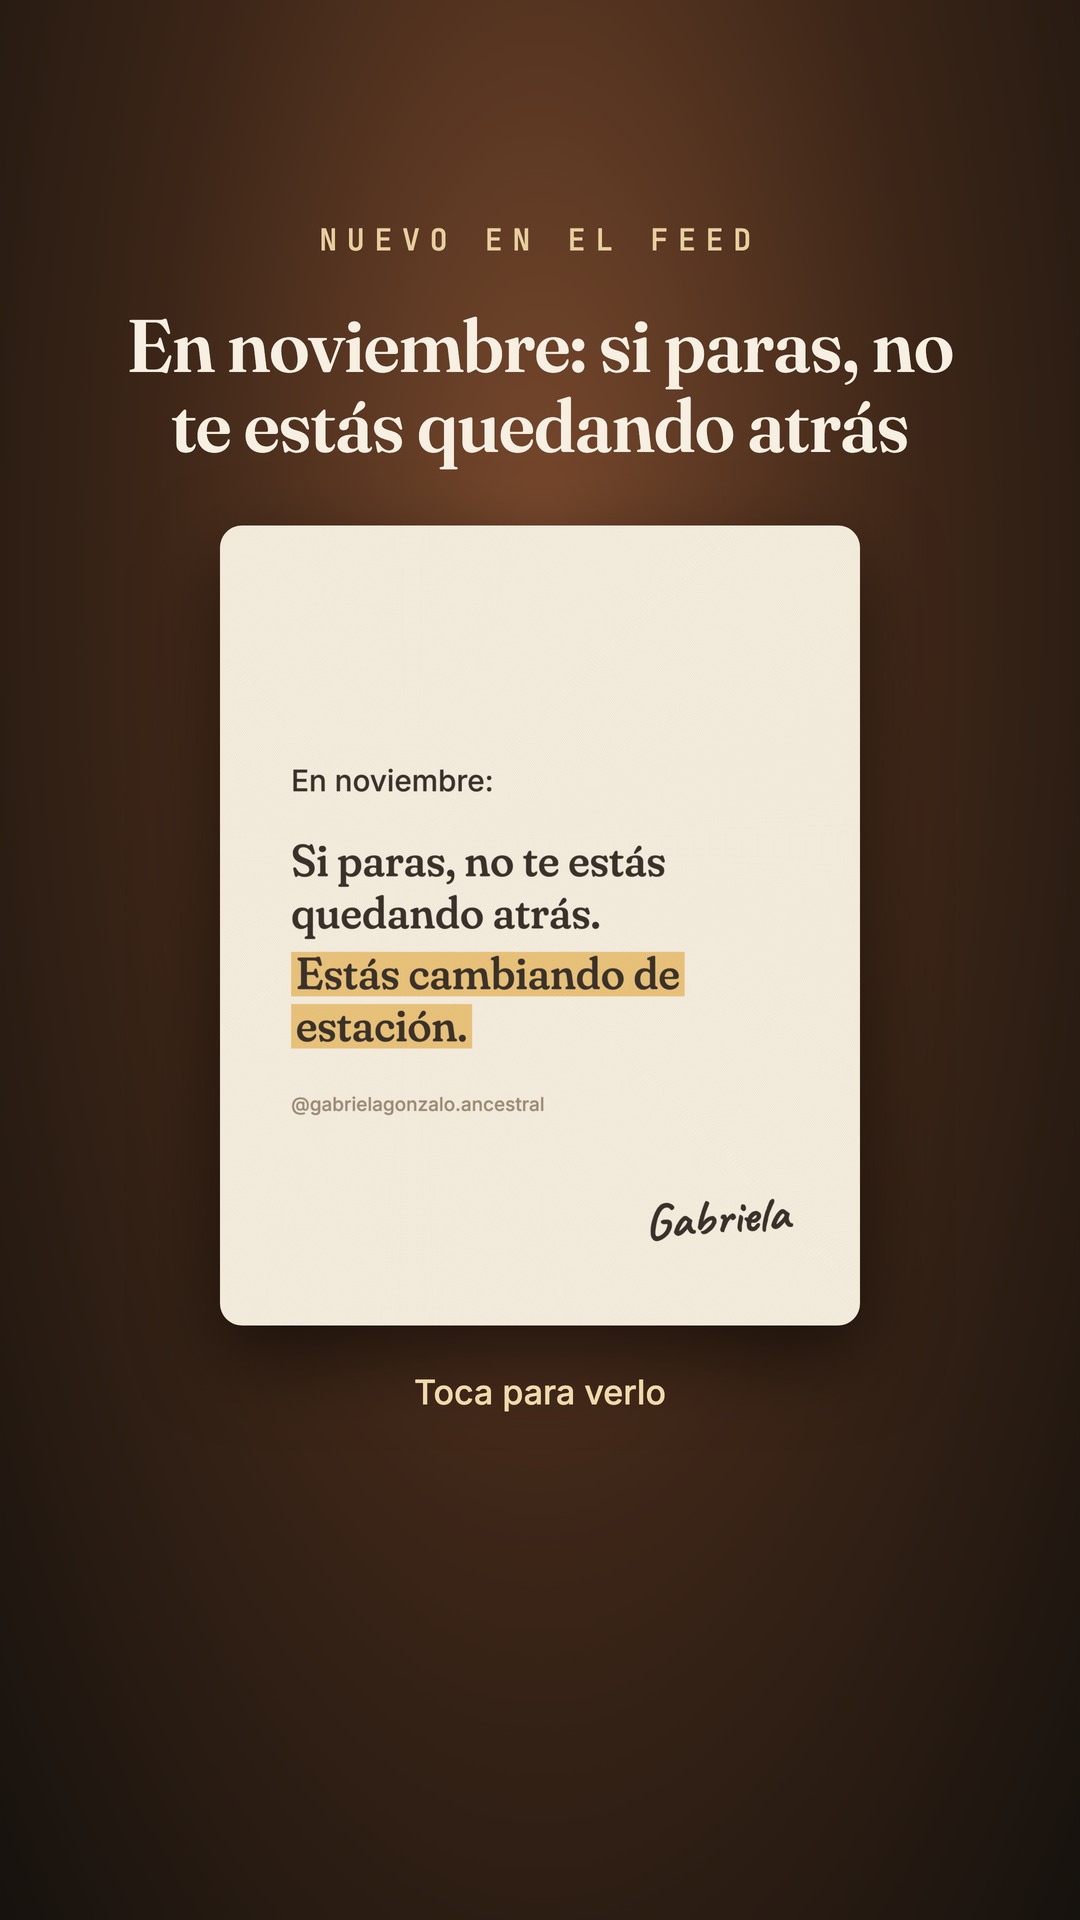 NUEVO EN EL FEED
En noviembre: si paras, no
te estás quedando atrás
En noviembre:
Si paras, no te estás
quedando atrás.
Estás cambiando de
estación.
@gabrielagonzalo.ancestral
Gabriela
Toca para verlo